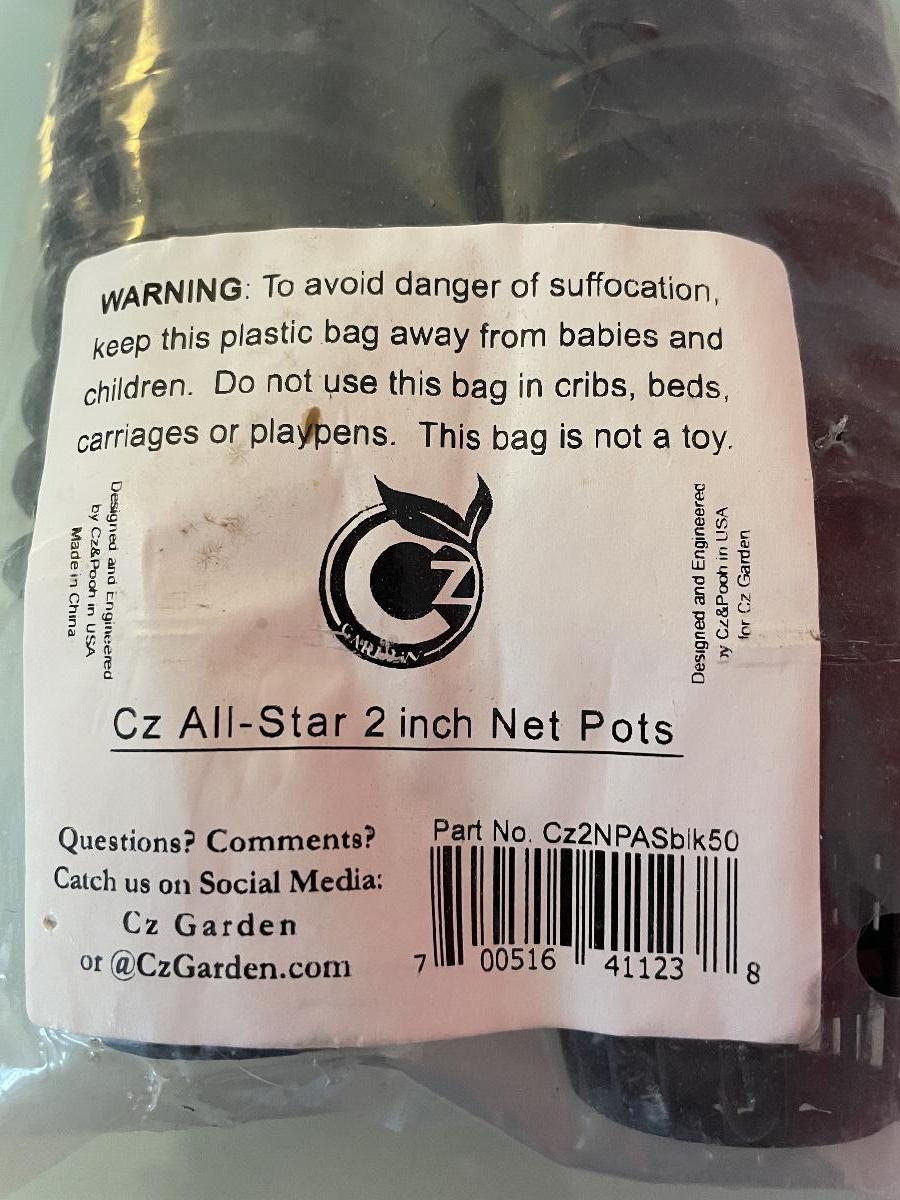 WARNING: To avoid danger of suffocation,
keep this plastic bag away from babies and
children. Do not use this bag in cribs, beds,
carriages or playpens. This bag is not a toy.
Designed and Engineered
by Cz&Pooh in USA
Made in China
Cz
GARDEN
Designed and Engineered
by Cz&Pooh in USA
for Cz Garden
Cz All-Star 2 inch Net Pots
Questions? Comments?
Catch us on Social Media:
Cz Garden
or @CzGarden.com
Part No. Cz2NPASblk50
7 00516 41123 8